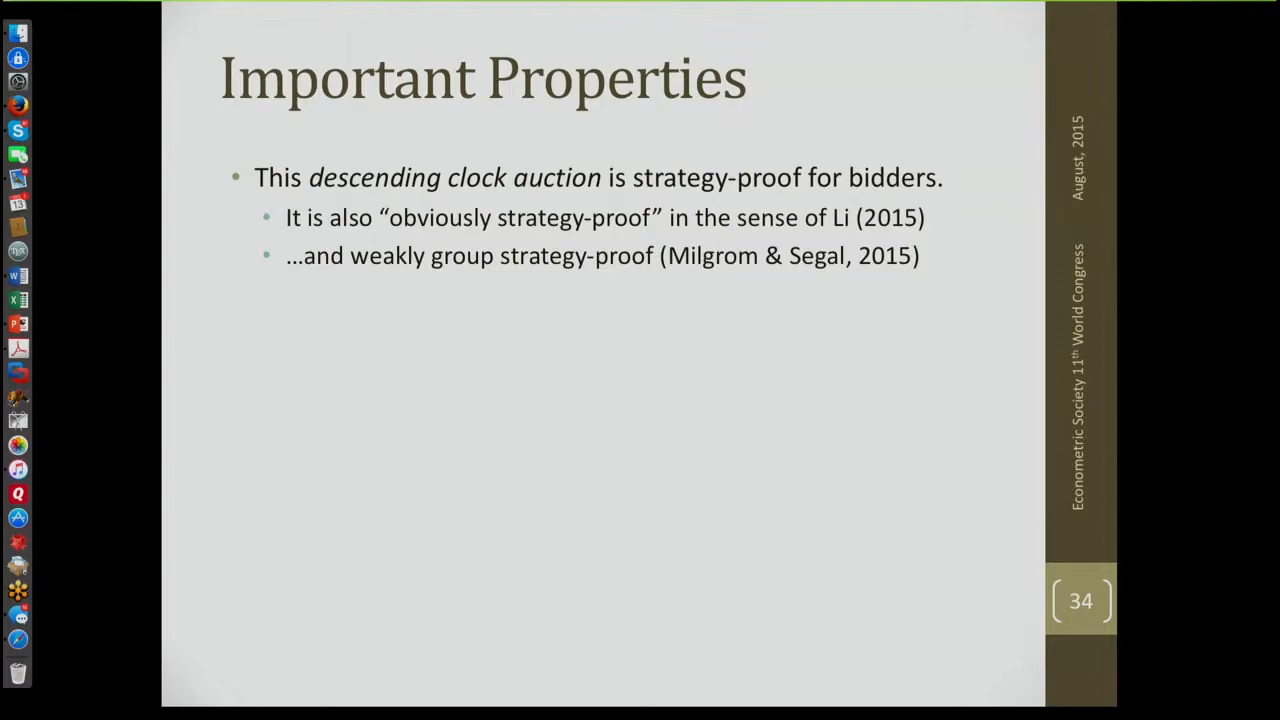 Important Properties
• This descending clock auction is strategy-proof for bidders.
• It is also “obviously strategy-proof” in the sense of Li (2015)
• …and weakly group strategy-proof (Milgrom & Segal, 2015)
August, 2015
Econometric Society 11th World Congress
34